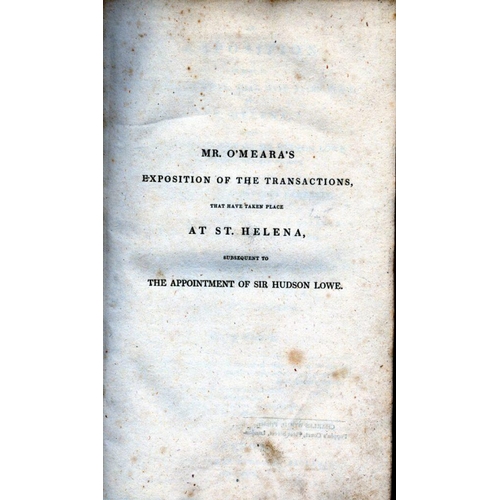 MR. O'MEARA'S
EXPOSITION OF THE TRANSACTIONS,
THAT HAVE TAKEN PLACE
AT ST. HELENA,
SUBSEQUENT TO
THE APPOINTMENT OF SIR HUDSON LOWE.